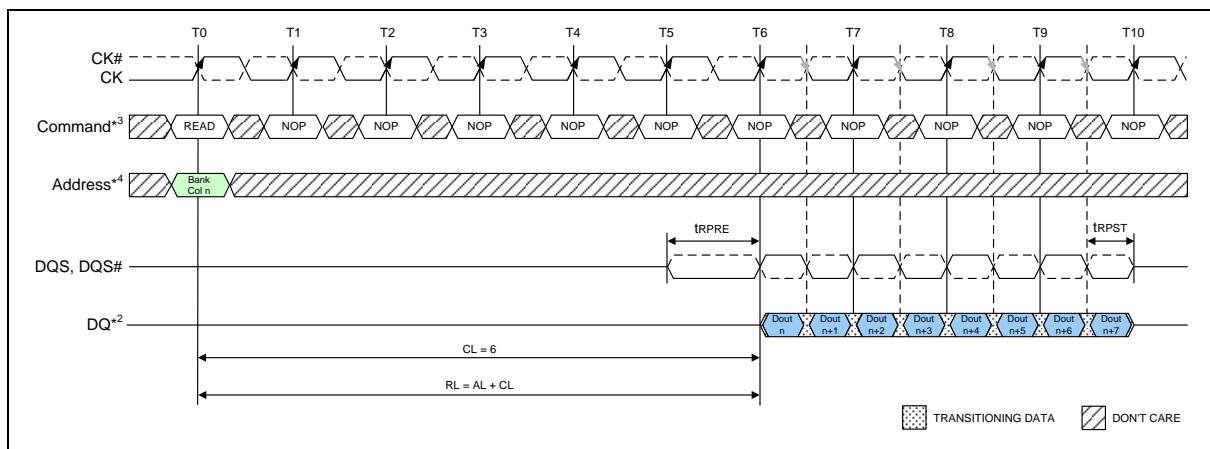 T0 T1 T2 T3 T4 T5 T6 T7 T8 T9 T10
CK#
CK
Command*3 READ NOP NOP NOP NOP NOP NOP NOP NOP NOP NOP
Address*4 Bank
Col n
tRPRE tRPST
DQS, DQS#
DQ*2 Dout Dout Dout Dout Dout Dout Dout Dout
n n+1 n+2 n+3 n+4 n+5 n+6 n+7
CL = 6
RL = AL + CL
TRANSITIONING DATA DON'T CARE